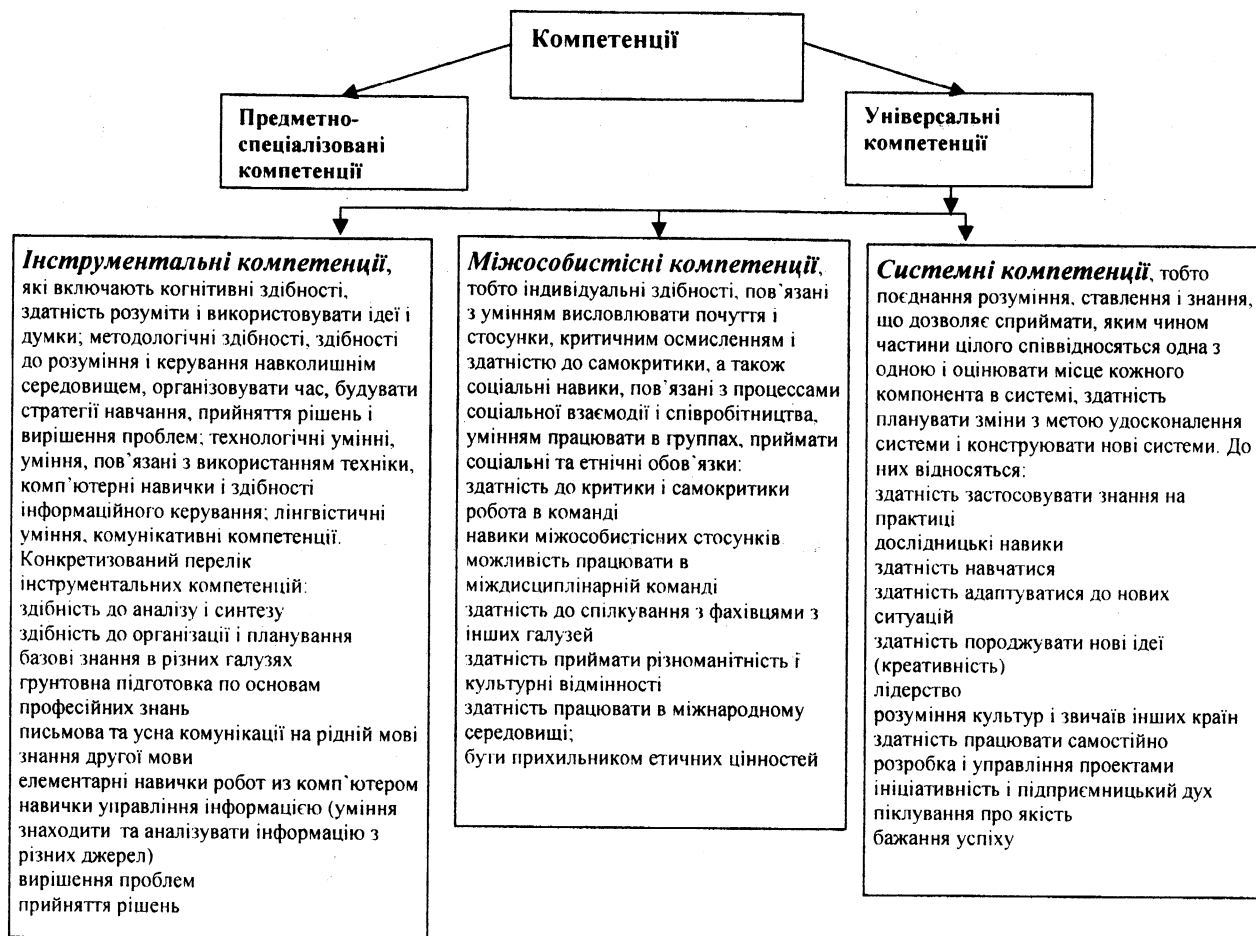 Компетенції
Предметно-
спеціалізовані
компетенції
Універсальні
компетенції
Інструментальні компетенції,
які включають когнітивні здібності,
здатність розуміти і використовувати ідеї і
думки; методологічні здібності, здібності
до розуміння і керування навколишнім
середовищем, організовувати час, будувати
стратегії навчання, прийняття рішень і
вирішення проблем; технологічні умінні,
уміння, пов`язані з використанням техніки,
комп`ютерні навички і здібності
інформаційного керування; лінгвістичні
уміння, комунікативні компетенції.
Конкретизований перелік
інструментальних компетенцій:
здібність до аналізу і синтезу
здібність до організації і планування
базові знання в різних галузях
грунтовна підготовка по основам
професійних знань
письмова та усна комунікації на рідній мові
знання другої мови
елементарні навички робот из комп`ютером
навички управління інформацією (уміння
знаходити та аналізувати інформацію з
різних джерел)
вирішення проблем
прийняття рішень
Міжособистісні компетенції,
тобто індивідуальні здібності, пов`язані
з умінням висловлювати почуття і
стосунки, критичним осмисленням і
здатністю до самокритики, а також
соціальні навики, пов`язані з процессами
соціальної взаємодії і співробітництва,
умінням працювати в группах, приймати
соціальні та етнічні обов`язки:
здатність до критики і самокритики
робота в команді
навики міжособистісних стосунків
можливість працювати в
міждисциплінарній команді
здатність до спілкування з фахівцями з
інших галузей
здатність приймати різноманітність і
культурні відмінності
здатність працювати в міжнародному
середовищі;
бути прихильником етичних цінностей
Системні компетенції, тобто
поєднання розуміння, ставлення і знання,
що дозволяє сприймати, яким чином
частини цілого співвідносяться одна з
одною і оцінювати місце кожного
компонента в системі, здатність
планувати зміни з метою удосконалення
системи і конструювати нові системи. До
них відносяться:
здатність застосовувати знання на
практиці
дослідницькі навики
здатність навчатися
здатність адаптуватися до нових
ситуацій
здатність породжувати нові ідеї
(креативність)
лідерство
розуміння культур і звичаїв інших країн
здатність працювати самостійно
розробка і управління проектами
ініціативність і підприємницький дух
піклування про якість
бажання успіху